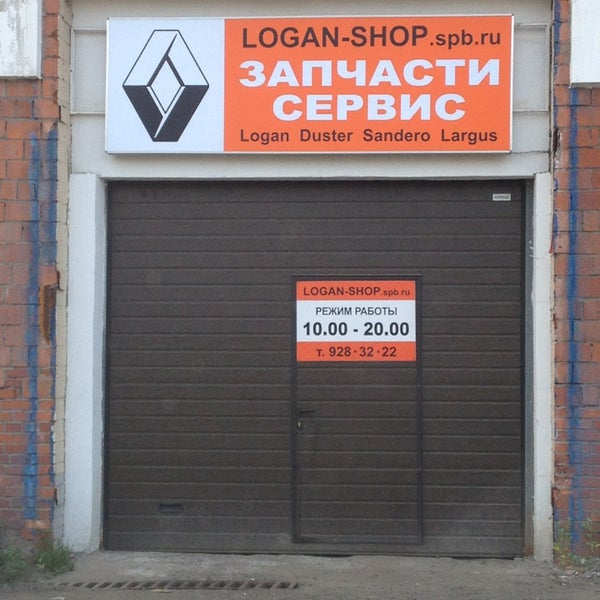 LOGAN-SHOP.spb.ru
ЗАПЧАСТИ
СЕРВИС
Logan Duster Sandero Largus
LOGAN-SHOP.spb.ru
РЕЖИМ РАБОТЫ
10.00 - 20.00
т. 928·32·22